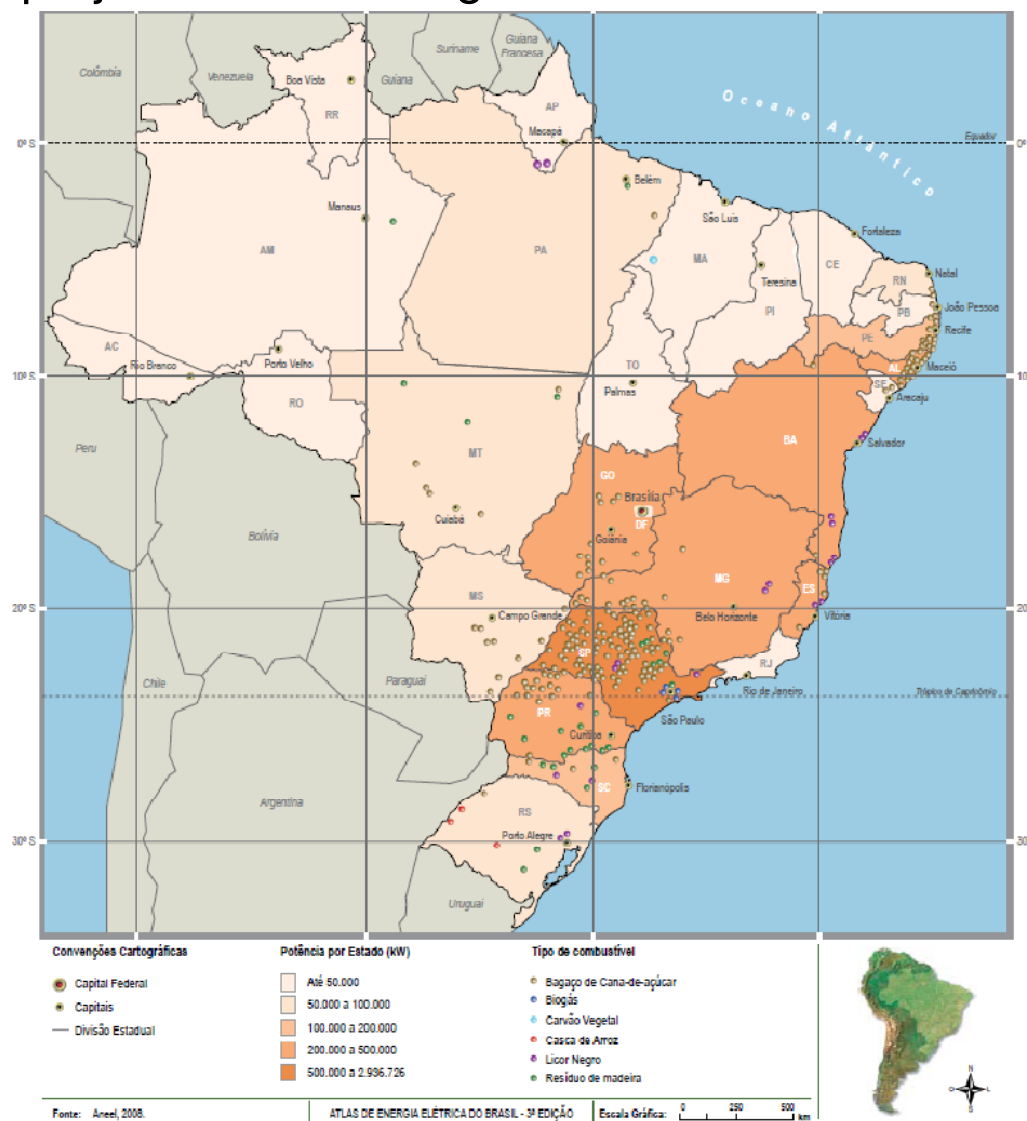 Guiana
Francesa
Suriname
Colômbia
Venezuela
Guiana
Boa Vista
RR
AP
Macapá
Oceano Atlântico
Equador
0º S
0º
Belém
São Luís
Manaus
Fortaleza
AM
PA
MA
CE
Teresina
RN
Natal
PB
João Pessoa
PI
PE
Recife
AC
Rio Branco
Porto Velho
TO
AL
Maceió
10º S
10º
RO
Palmas
SE
Aracaju
Peru
BA
Salvador
MT
GO
Brasília
DF
Cuiabá
Goiânia
Bolívia
MG
ES
20º S
20º
MS
Campo Grande
Belo Horizonte
Vitória
SP
RJ
Paraguai
Chile
Rio de Janeiro
Trópico de Capricórnio
São Paulo
PR
Curitiba
SC
Florianópolis
Argentina
RS
Porto Alegre
30º S
30º
Uruguai
Convenções Cartográficas
Capital Federal
Capitais
Divisão Estadual
Potência por Estado (kW)
Até 50.000
50.000 a 100.000
100.000 a 200.000
200.000 a 500.000
500.000 a 2.936.726
Tipo de combustível
Bagaço de Cana-de-açúcar
Biogás
Carvão Vegetal
Casca de Arroz
Licor Negro
Resíduo de madeira
N
O
L
S
Fonte: Aneel, 2008.
ATLAS DE ENERGIA ELÉTRICA DO BRASIL - 3ª EDIÇÃO
Escala Gráfica: 0 250 500 km